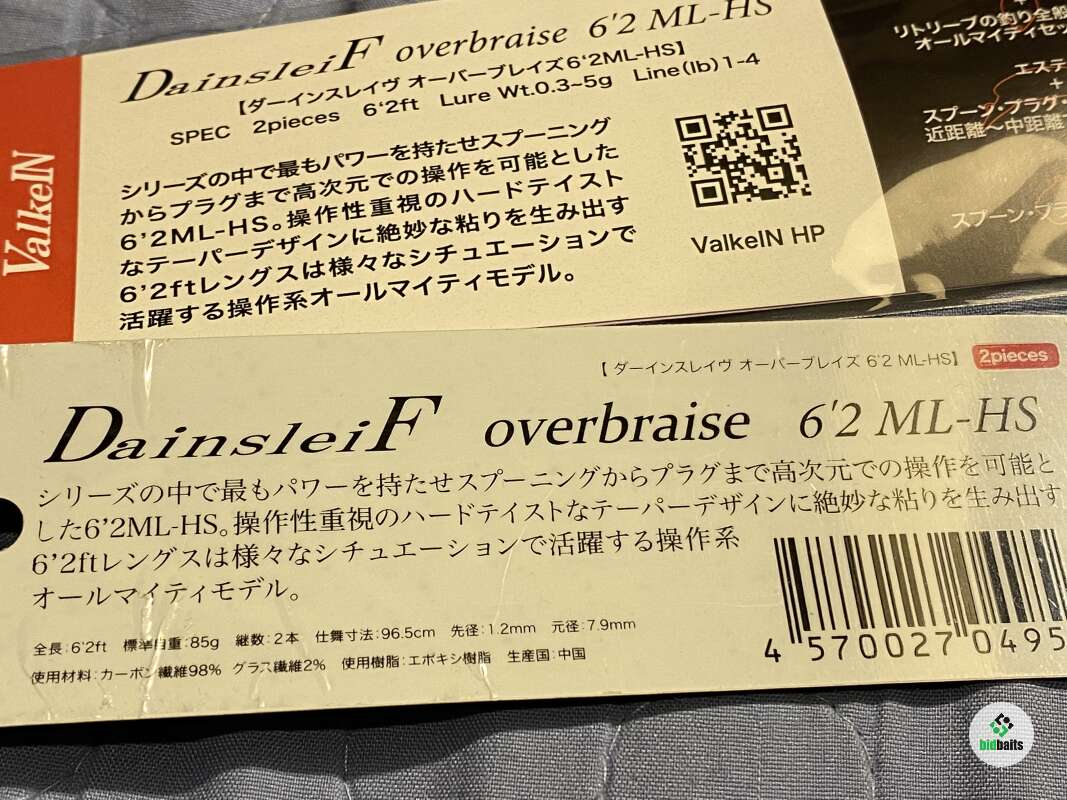 DainsleiF overbraise 6'2 ML-HS
【ダーインスレイヴ オーバーブレイズ6'2ML-HS】
SPEC 2pieces 6'2ft Lure Wt.0.3~5g Line(lb)1-4
シリーズの中で最もパワーを持たせスプーニング
からプラグまで高次元での操作を可能とした
6'2ML-HS。操作性重視のハードテイスト
なテーパーデザインに絶妙な粘りを生み出す
6'2ftレングスは様々なシチュエーションで
活躍する操作系オールマイティモデル。
ValkeIN
ValkeIN HP
+
リトリーブの釣り全般
オールマイティセッ
エステ
+
スプーン・プラグ・
近距離～中距離
スプーン・プラ
【 ダーインスレイヴ オーバーブレイズ 6'2 ML-HS】 2pieces
DainsleiF overbraise 6'2 ML-HS
シリーズの中で最もパワーを持たせスプーニングからプラグまで高次元での操作を可能と
した6'2ML-HS。操作性重視のハードテイストなテーパーデザインに絶妙な粘りを生み出す
6'2ftレングスは様々なシチュエーションで活躍する操作系
オールマイティモデル。
全長:6'2ft 標準自重:85g 継数:2本 仕舞寸法:96.5cm 先径:1.2mm 元径:7.9mm
使用材料:カーボン繊維98% グラス繊維2% 使用樹脂:エポキシ樹脂 生産国:中国
4 570027 0495
bidbaits